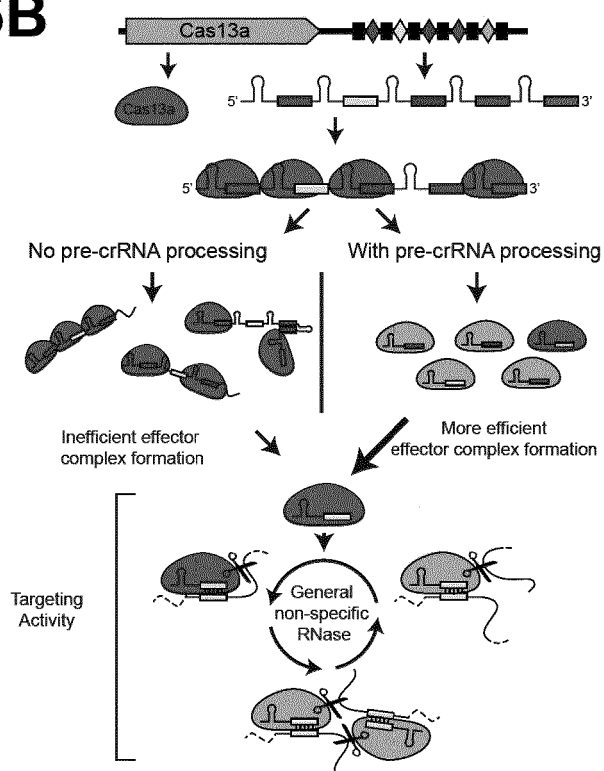 5B
Cas13a
Cas13a
5'
3'
5'
3'
No pre-crRNA processing
With pre-crRNA processing
Inefficient effector
complex formation
More efficient
effector complex formation
Targeting
Activity
General
non-specific
RNase